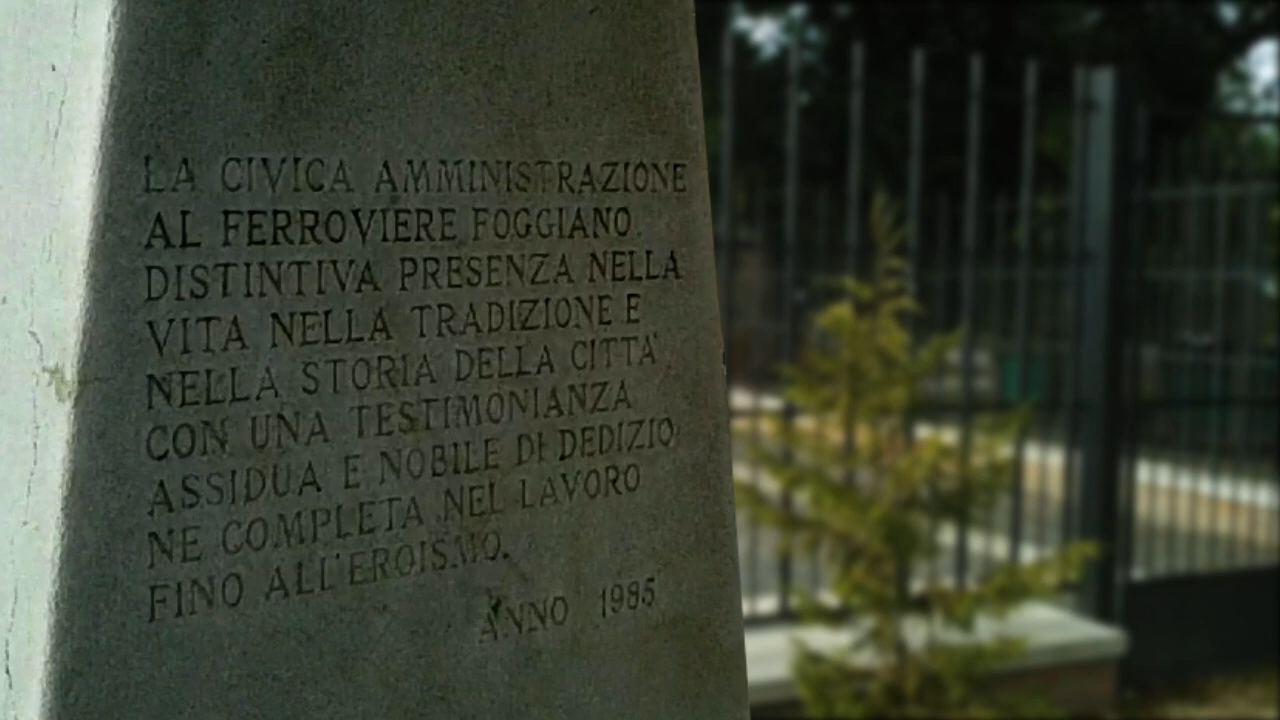 LA CIVICA AMMINISTRAZIONE
AL FERROVIERE FOGGIANO.
DISTINTIVA PRESENZA NELLA
VITA NELLA TRADIZIONE E
NELLA STORIA DELLA CITTA'
CON UNA TESTIMONIANZA
ASSIDUA E NOBILE DI DEDIZIO
NE COMPLETA NEL LAVORO
FINO ALL'EROISMO.
ANNO 1985